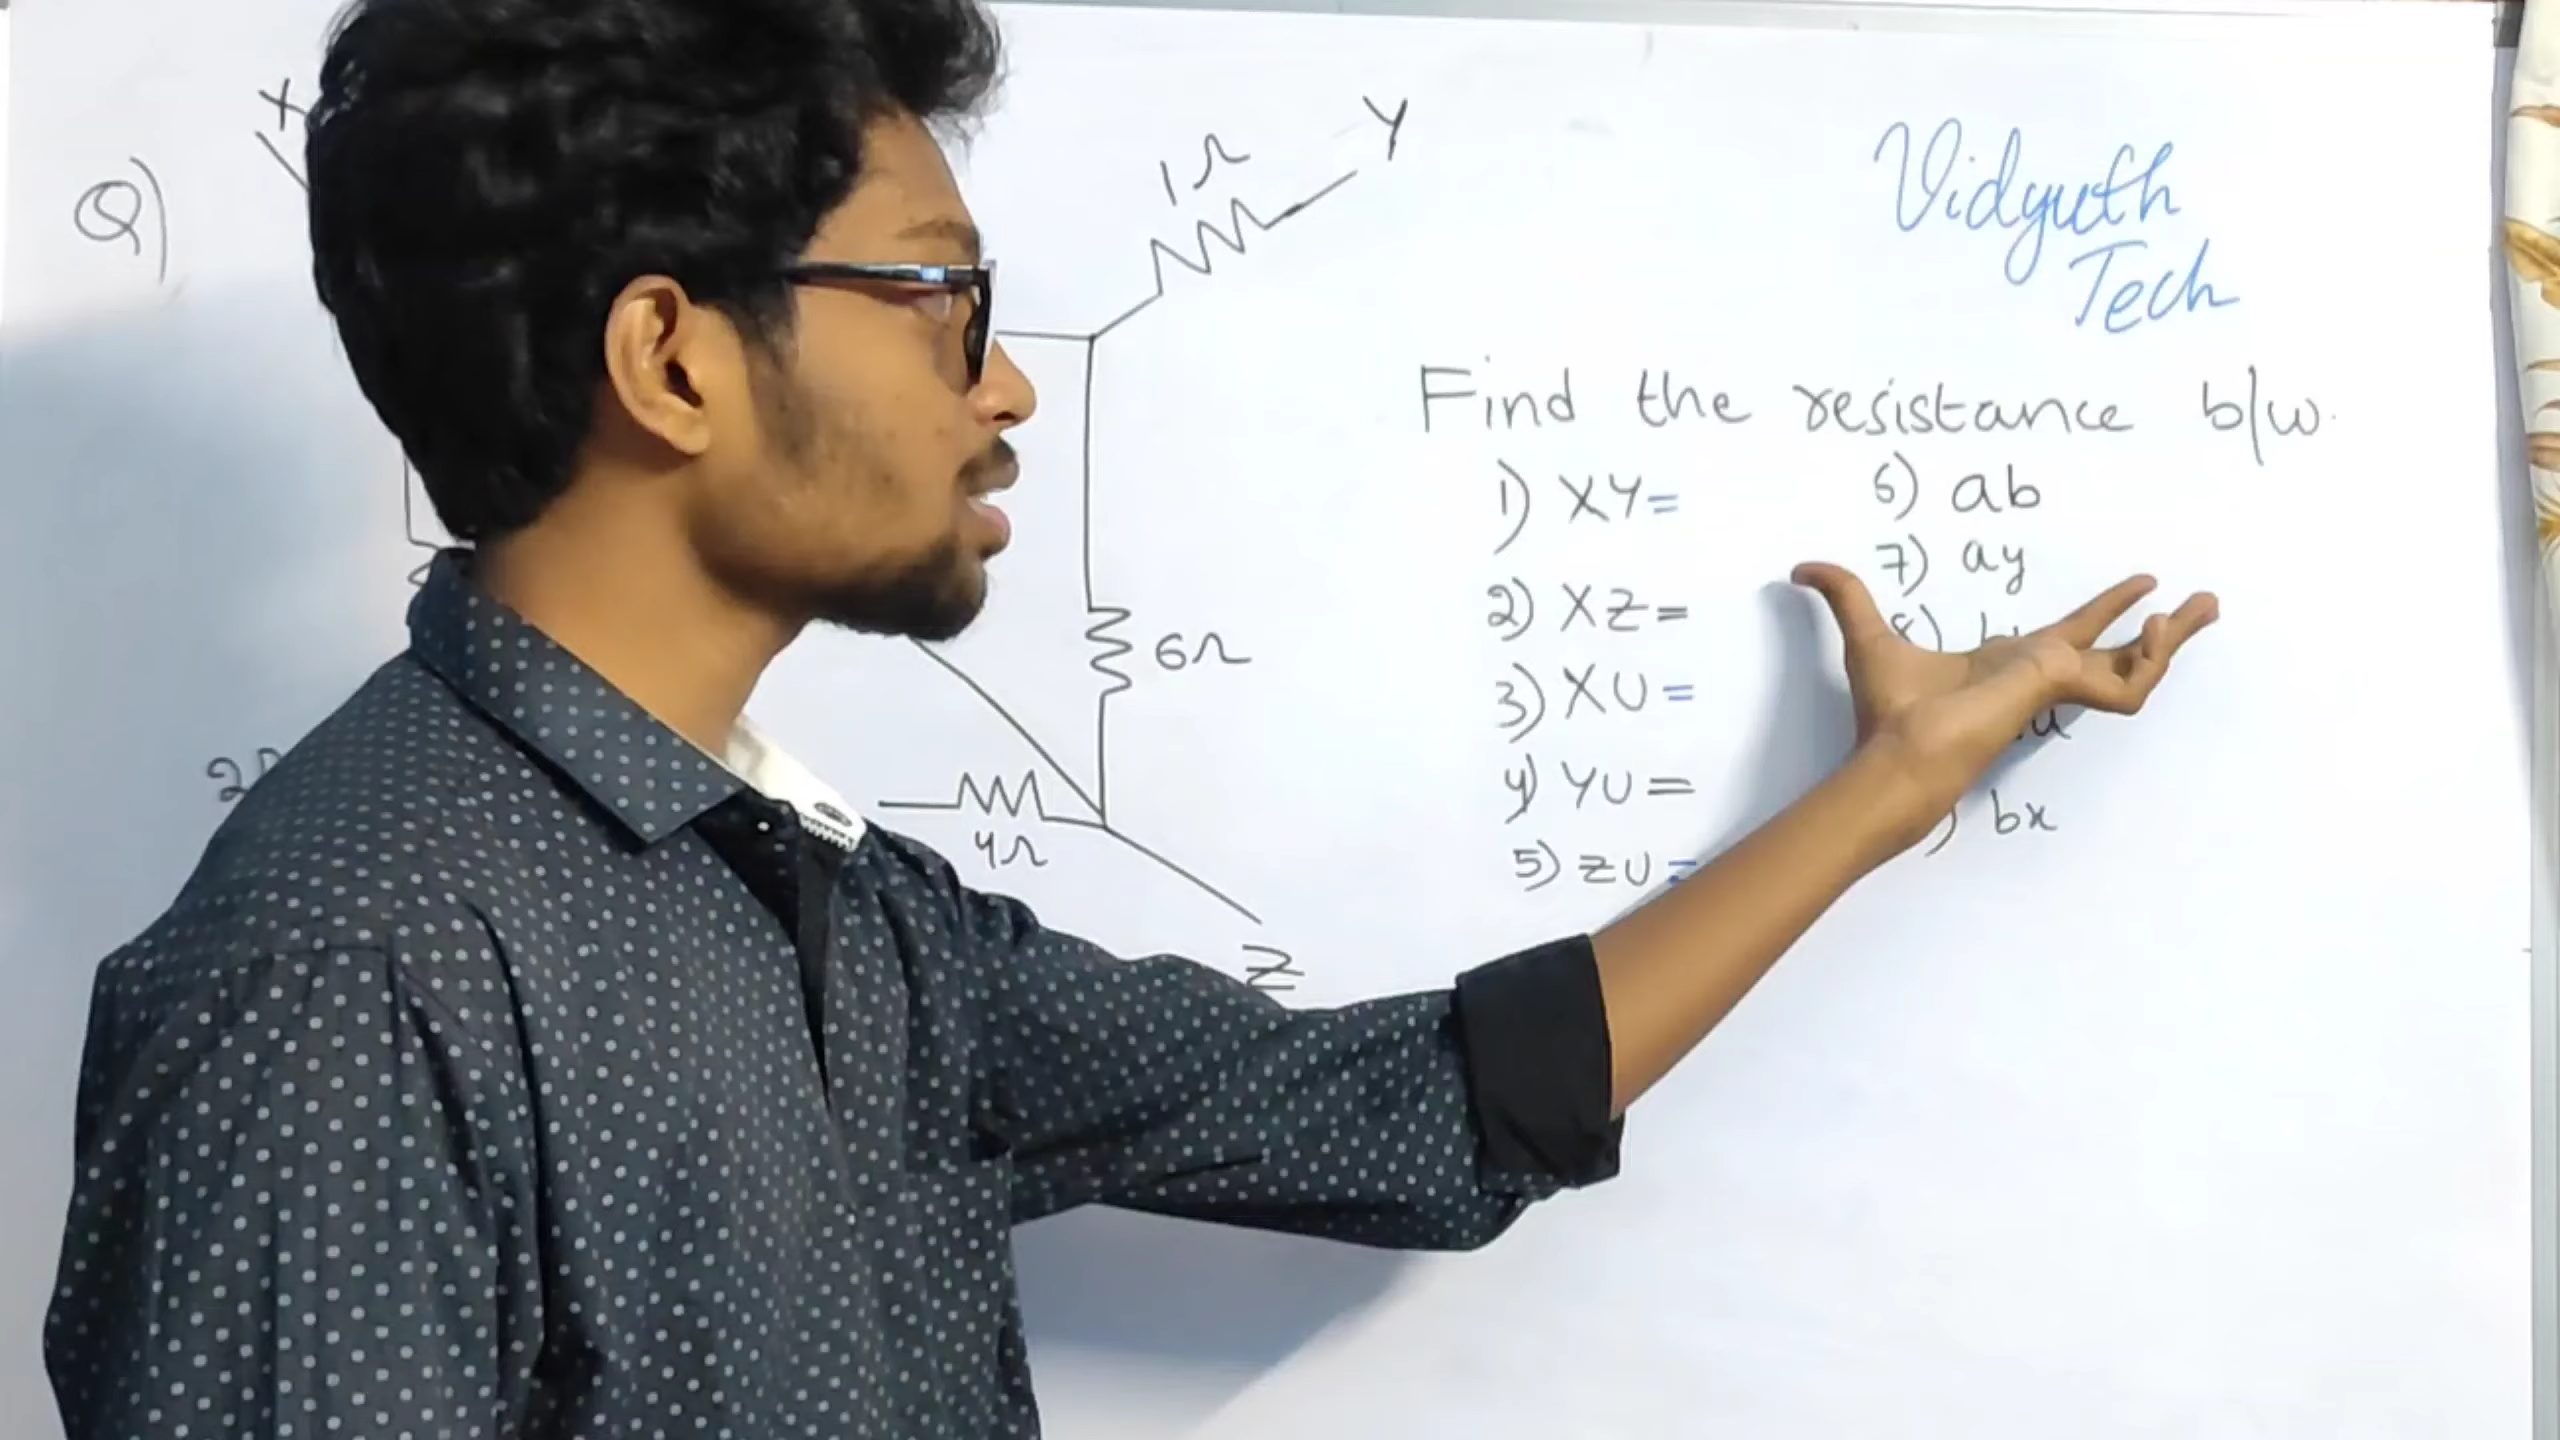 Q)
X
1Ω
Y
Vidyuth
Tech
Find the resistance b/w.
1) XY=
2) XZ=
3) XU=
4) YU=
5) ZU=
6) ab
7) ay
8)
bx
6Ω
4Ω
Z